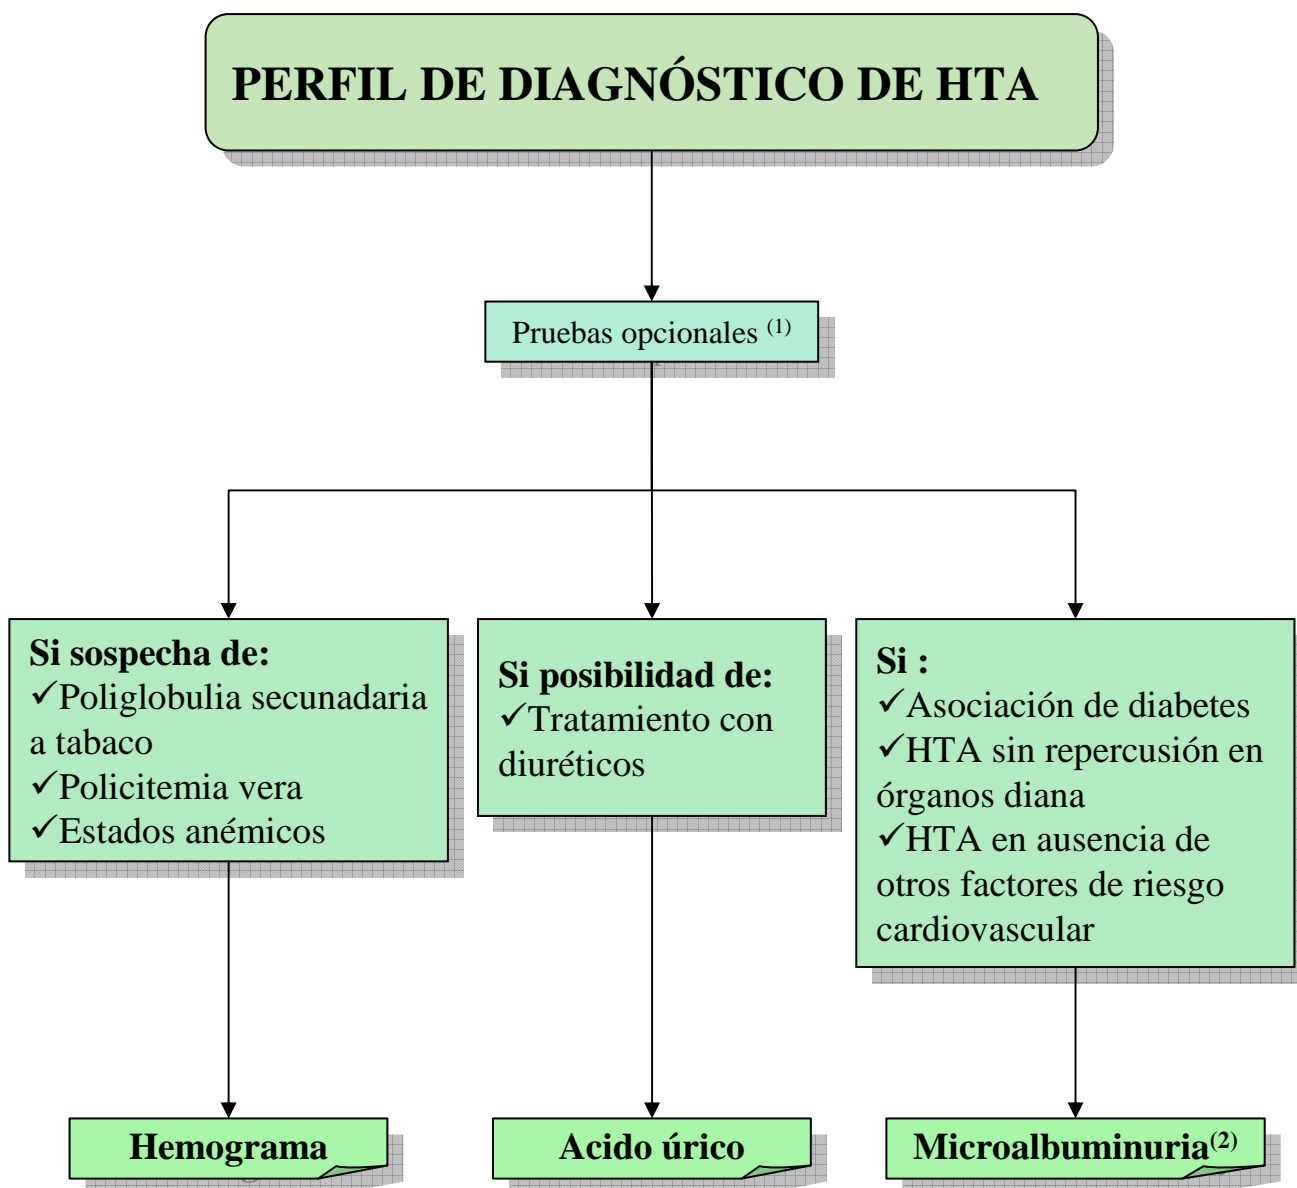 PERFIL DE DIAGNÓSTICO DE HTA
Pruebas opcionales (1)
Si sospecha de:
✓Poliglobulia secunadaria
a tabaco
✓Policitemia vera
✓Estados anémicos
Si posibilidad de:
✓Tratamiento con
diuréticos
Si :
✓Asociación de diabetes
✓HTA sin repercusión en
órganos diana
✓HTA en ausencia de
otros factores de riesgo
cardiovascular
Hemograma
Acido úrico
Microalbuminuria(2)